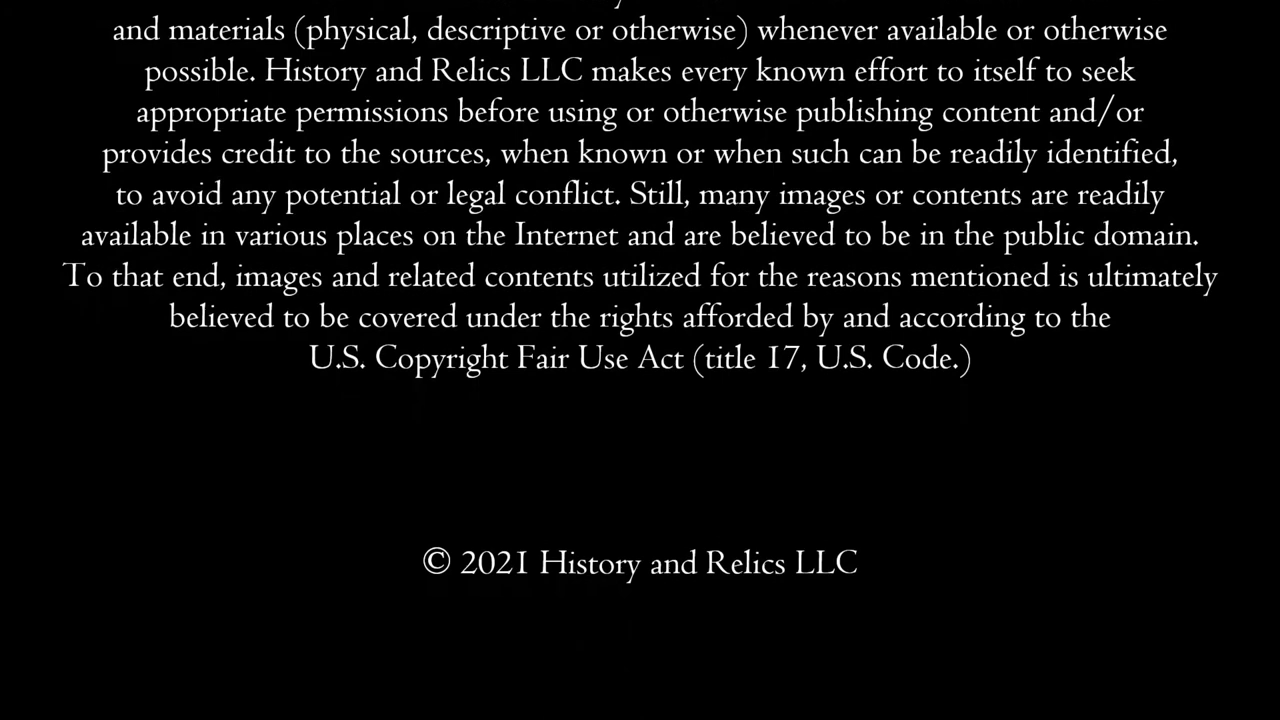 and materials (physical, descriptive or otherwise) whenever available or otherwise
possible. History and Relics LLC makes every known effort to itself to seek
appropriate permissions before using or otherwise publishing content and/or
provides credit to the sources, when known or when such can be readily identified,
to avoid any potential or legal conflict. Still, many images or contents are readily
available in various places on the Internet and are believed to be in the public domain.
To that end, images and related contents utilized for the reasons mentioned is ultimately
believed to be covered under the rights afforded by and according to the
U.S. Copyright Fair Use Act (title 17, U.S. Code.)
© 2021 History and Relics LLC